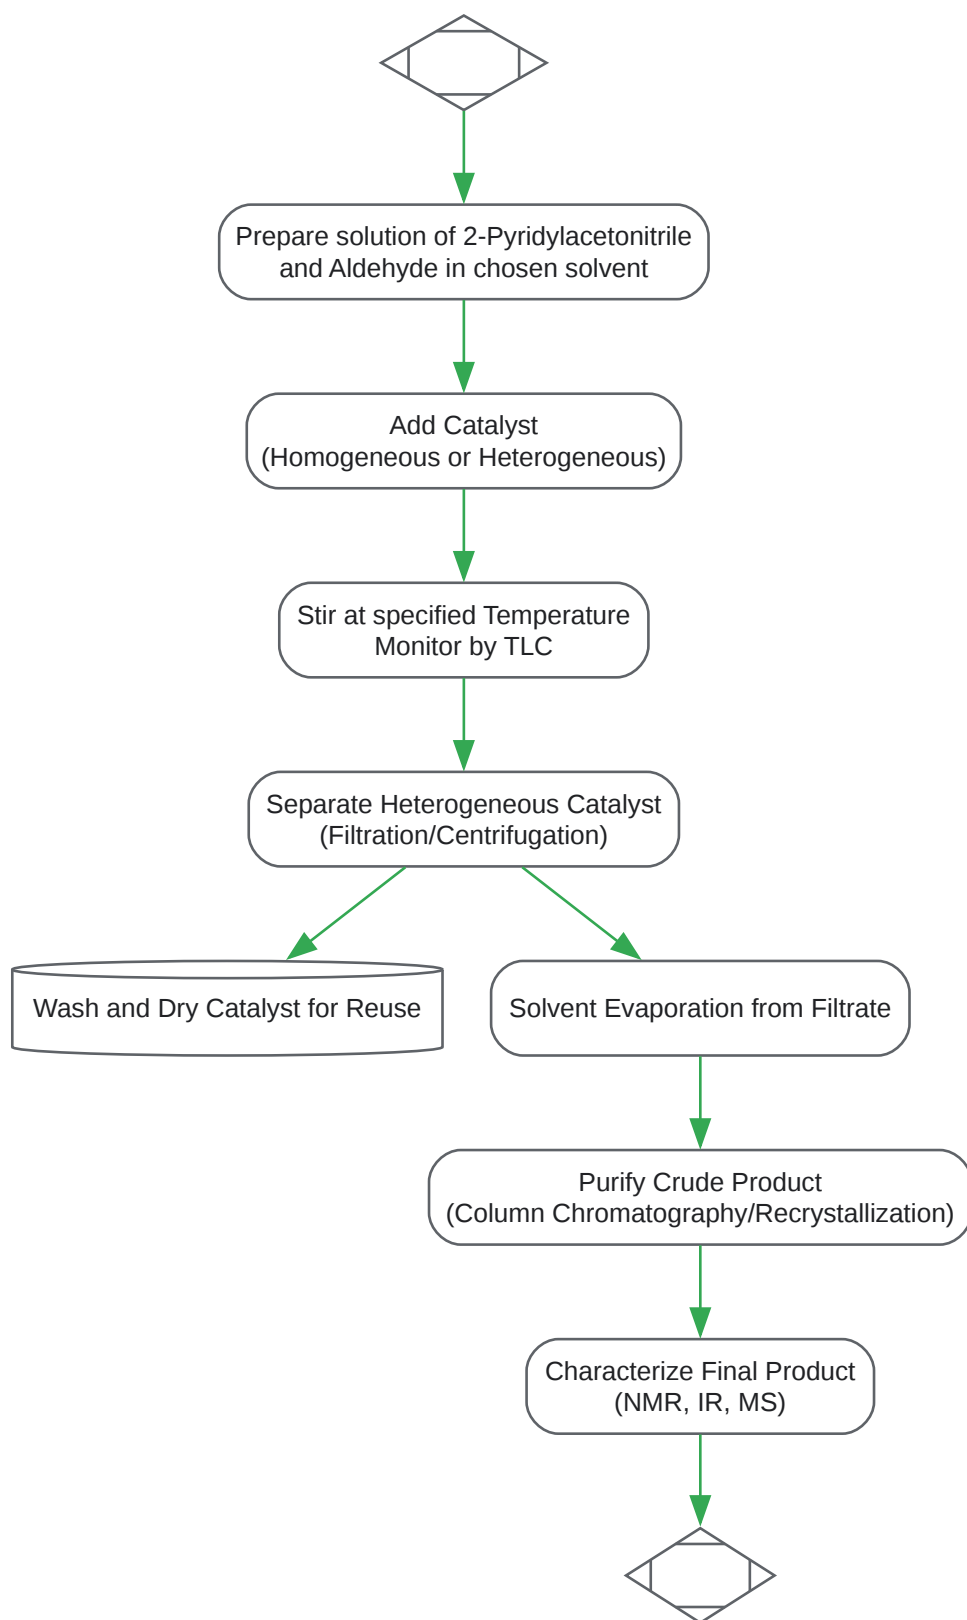 Prepare solution of 2-Pyridylacetonitrile
and Aldehyde in chosen solvent
Add Catalyst
(Homogeneous or Heterogeneous)
Stir at specified Temperature
Monitor by TLC
Separate Heterogeneous Catalyst
(Filtration/Centrifugation)
Wash and Dry Catalyst for Reuse
Solvent Evaporation from Filtrate
Purify Crude Product
(Column Chromatography/Recrystallization)
Characterize Final Product
(NMR, IR, MS)